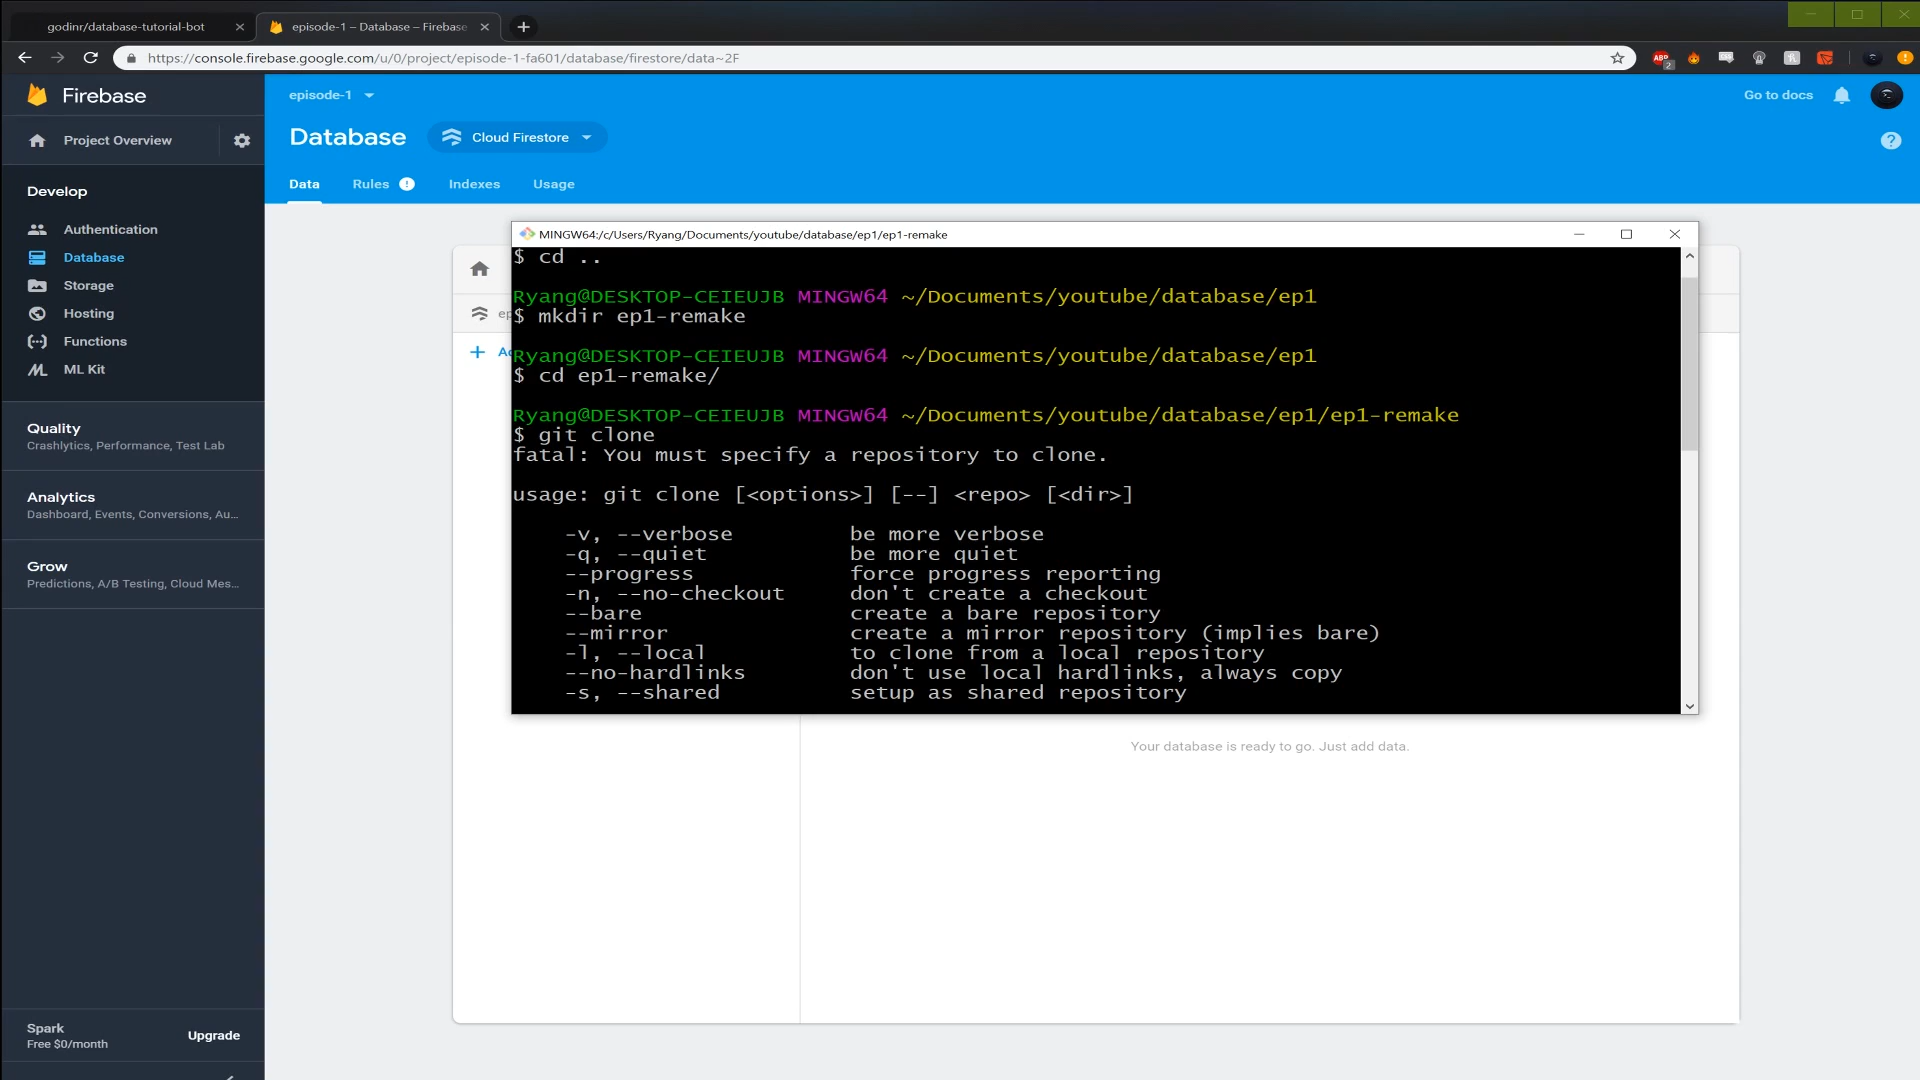 godinr/database-tutorial-bot
episode-1 – Database – Firebase
https://console.firebase.google.com/u/0/project/episode-1-fa601/database/firestore/data~2F
ABP
2
Firebase
Project Overview
Develop
Authentication
Database
Storage
Hosting
Functions
ML Kit
Quality
Crashlytics, Performance, Test Lab
Analytics
Dashboard, Events, Conversions, Au...
Grow
Predictions, A/B Testing, Cloud Mes...
Spark
Free $0/month
Upgrade
episode-1
Go to docs
Database
Cloud Firestore
Data
Rules
Indexes
Usage
MINGW64:/c/Users/Ryang/Documents/youtube/database/ep1/ep1-remake
$ cd ..
Ryang@DESKTOP-CEIEUJB MINGW64 ~/Documents/youtube/database/ep1
$ mkdir ep1-remake
Ryang@DESKTOP-CEIEUJB MINGW64 ~/Documents/youtube/database/ep1
$ cd ep1-remake/
Ryang@DESKTOP-CEIEUJB MINGW64 ~/Documents/youtube/database/ep1/ep1-remake
$ git clone
fatal: You must specify a repository to clone.
usage: git clone [<options>] [--] <repo> [<dir>]
-v, --verbose be more verbose
-q, --quiet be more quiet
--progress force progress reporting
-n, --no-checkout don't create a checkout
--bare create a bare repository
--mirror create a mirror repository (implies bare)
-l, --local to clone from a local repository
--no-hardlinks don't use local hardlinks, always copy
-s, --shared setup as shared repository
Your database is ready to go. Just add data.